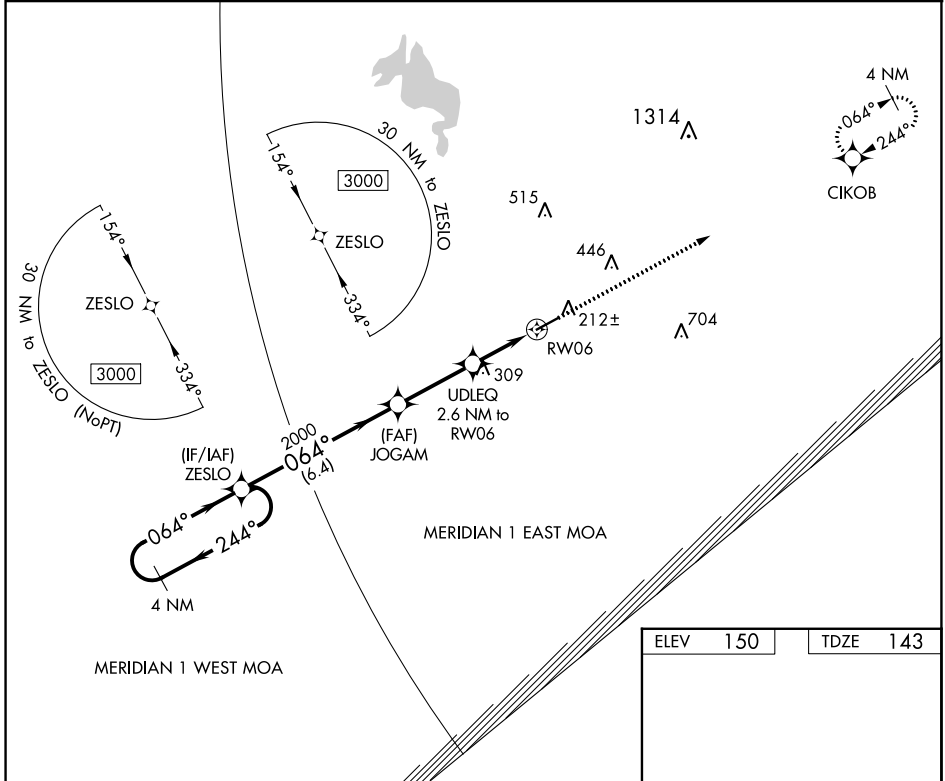 4 NM
064°
244°
CIKOB
1314
30 NM to ZESLO
154°
3000
ZESLO
334°
515
446
212±
RW06
704
30 NM to ZESLO (NoPT)
154°
ZESLO
3000
334°
309
UDLEQ
2.6 NM to
RW06
(FAF)
JOGAM
2000
064°
(6.4)
(IF/IAF)
ZESLO
064°
244°
4 NM
MERIDIAN 1 EAST MOA
MERIDIAN 1 WEST MOA
ELEV 150
TDZE 143